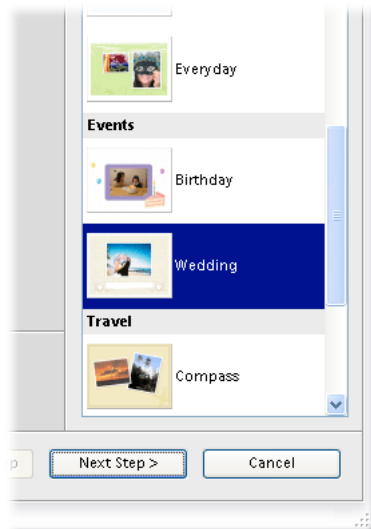 Everyday
Events
Birthday
Wedding
Travel
Compass
Next Step >
Cancel